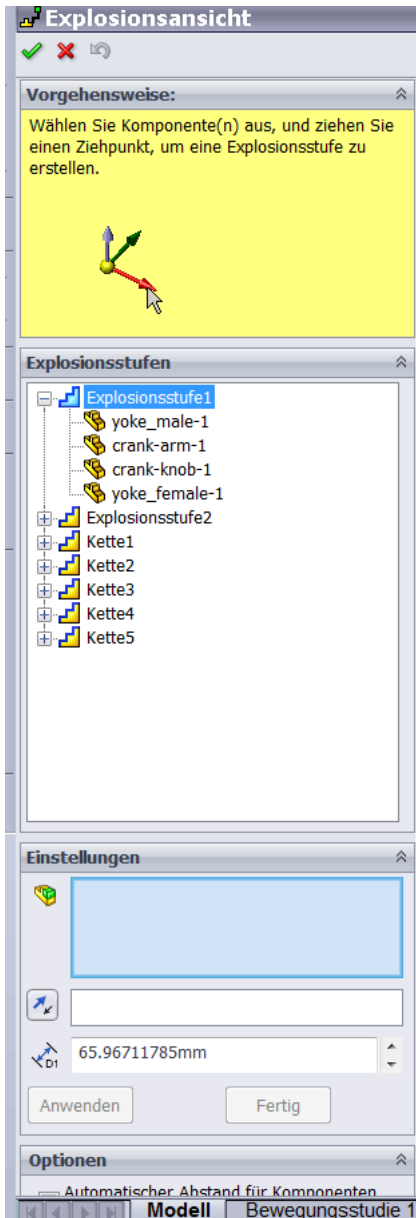 Explosionsansicht
Vorgehensweise:
Wählen Sie Komponente(n) aus, und ziehen Sie
einen Ziehpunkt, um eine Explosionsstufe zu
erstellen.
Explosionsstufen
Explosionsstufe1
yoke_male-1
crank-arm-1
crank-knob-1
yoke_female-1
Explosionsstufe2
Kette1
Kette2
Kette3
Kette4
Kette5
Einstellungen
D1
65.96711785mm
Anwenden Fertig
Optionen
Automatischer Abstand für Komponenten
Modell Bewegungsstudie 1